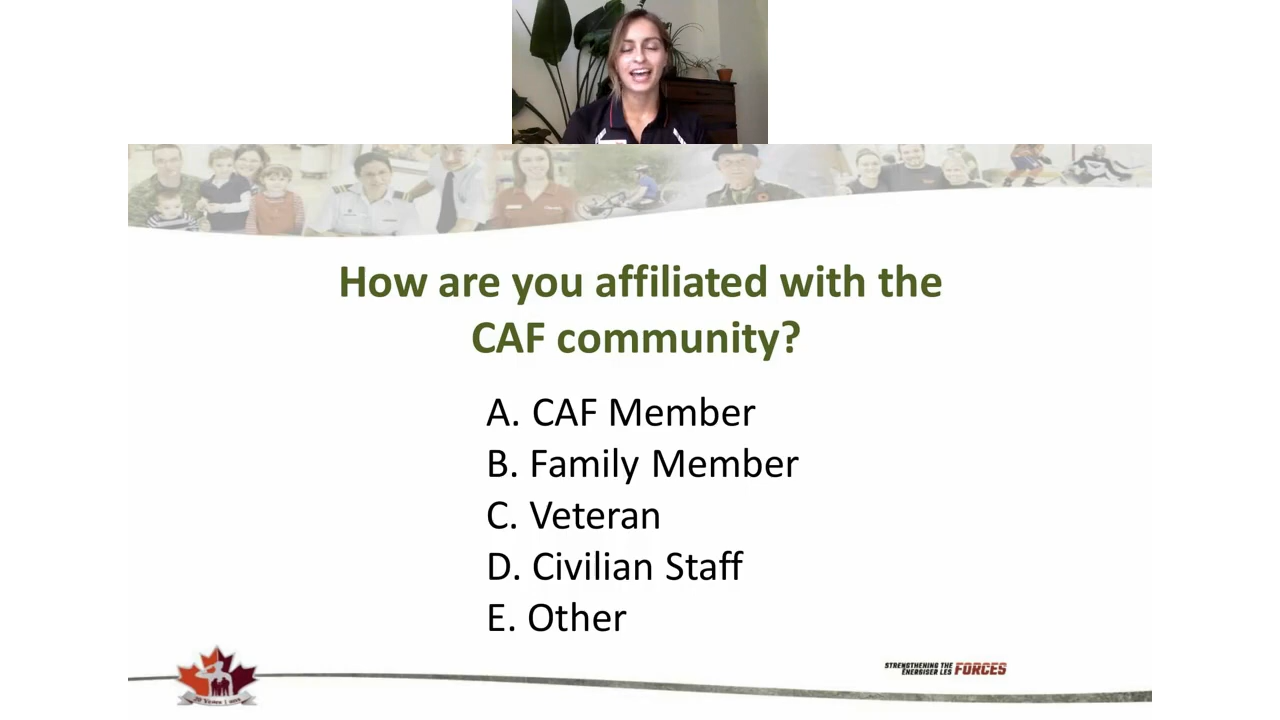 How are you affiliated with the
CAF community?
A. CAF Member
B. Family Member
C. Veteran
D. Civilian Staff
E. Other
STRENGTHENING THE
ENERGISER LES FORCES